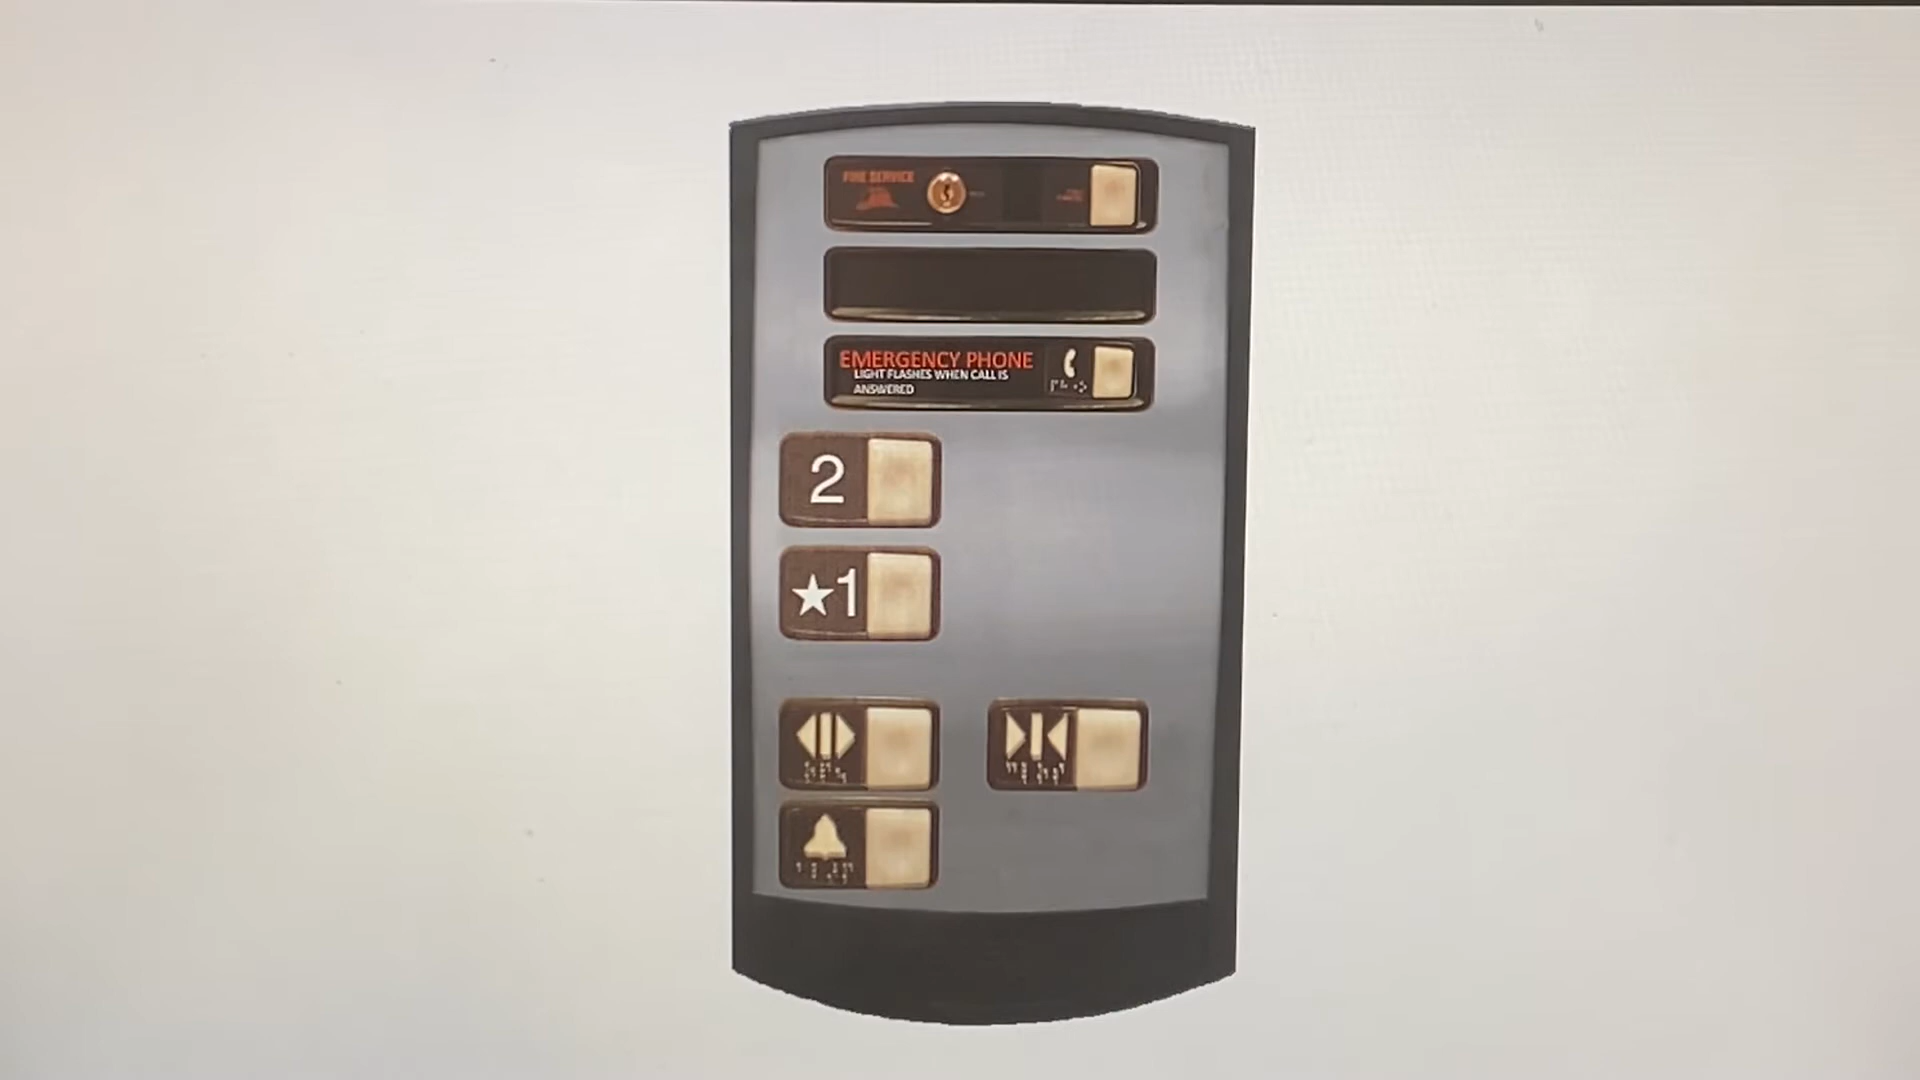 FIRE SERVICE
EMERGENCY PHONE
LIGHT FLASHES WHEN CALL IS
ANSWERED
2
★1